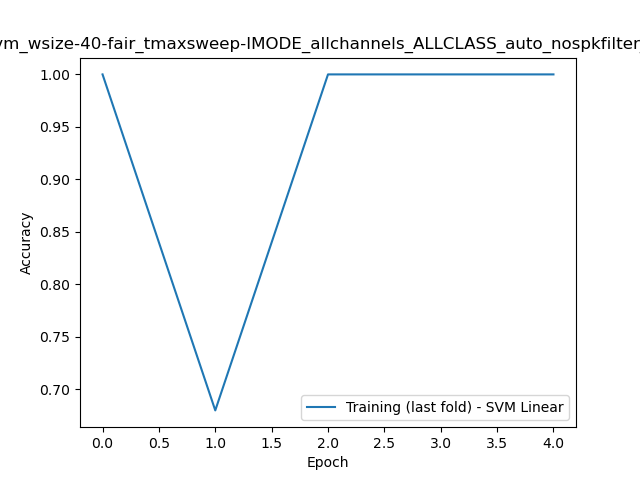 vm_wsize-40-fair_tmaxsweep-IMODE_allchannels_ALLCLASS_auto_nospkfilter_
1.00
0.95
0.90
0.85
0.80
0.75
0.70
Accuracy
Training (last fold) - SVM Linear
0.0 0.5 1.0 1.5 2.0 2.5 3.0 3.5 4.0
Epoch